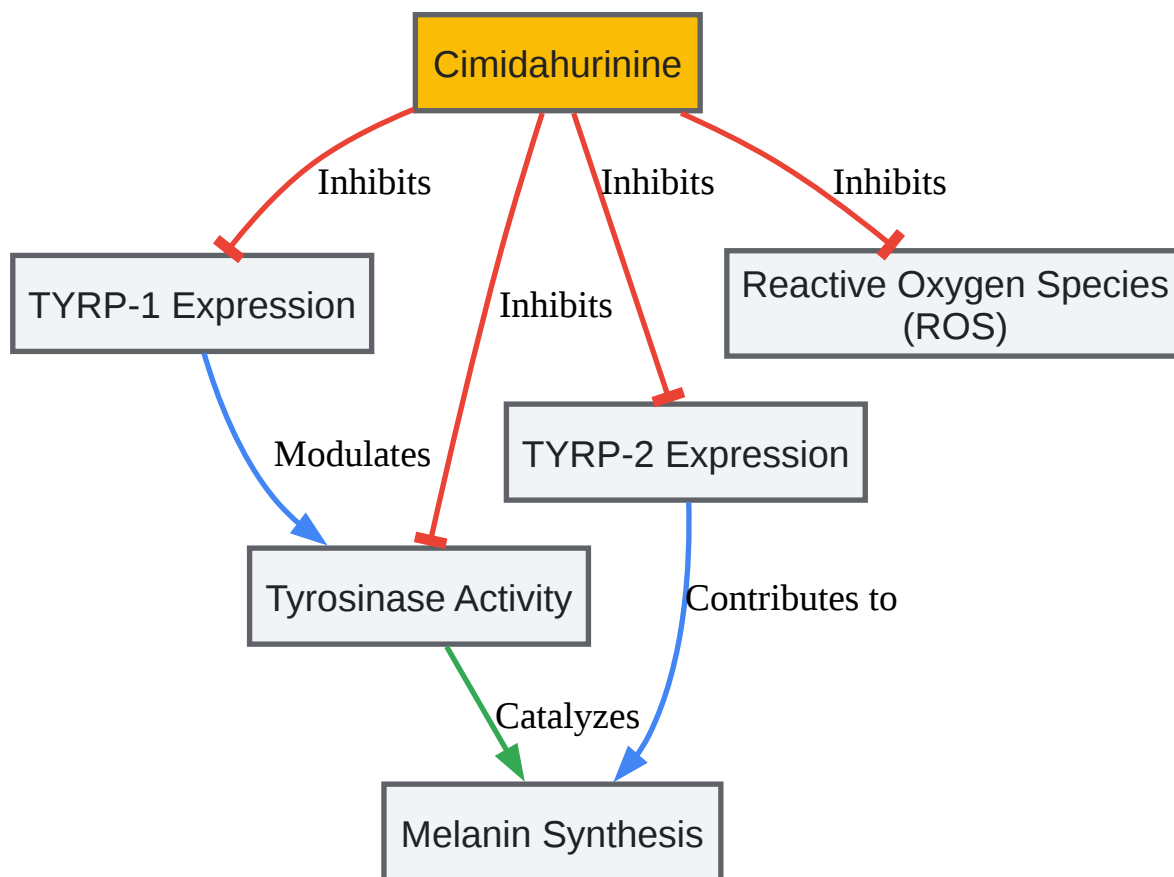 Cimidahurinine
Inhibits
Inhibits
Inhibits
TYRP-1 Expression
Reactive Oxygen Species
(ROS)
Inhibits
Modulates
TYRP-2 Expression
Tyrosinase Activity
Contributes to
Catalyzes
Melanin Synthesis